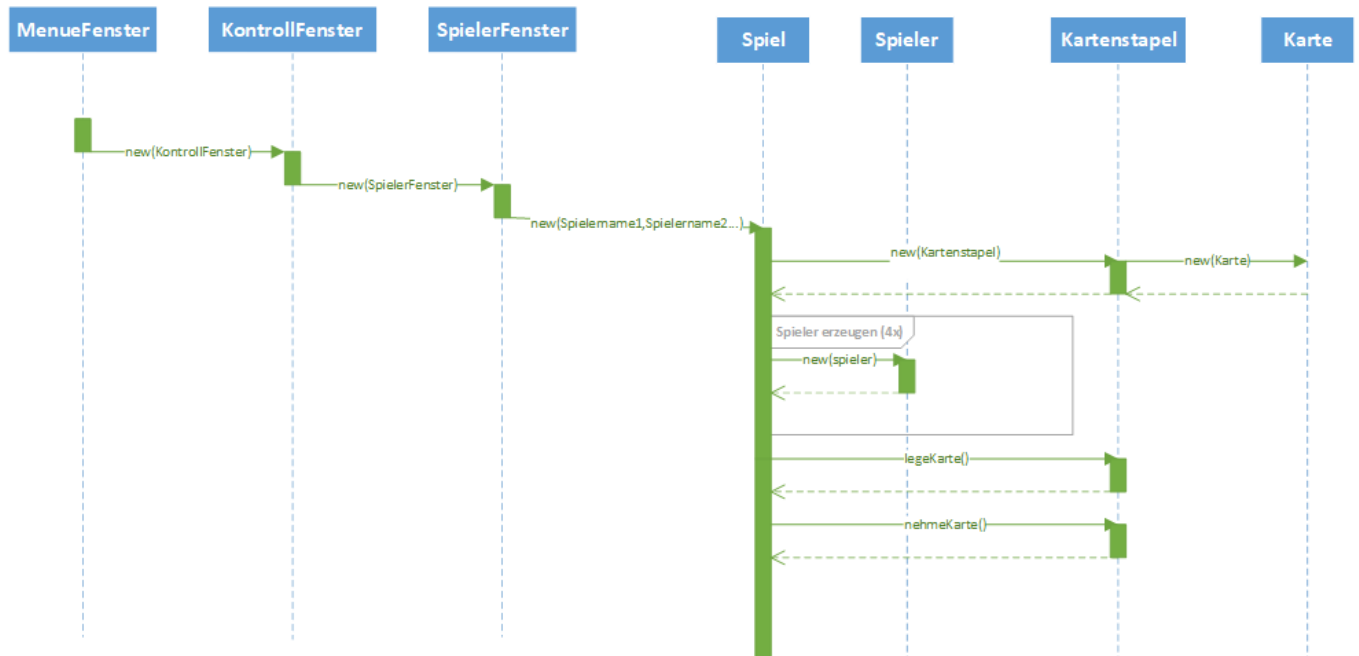 MenueFenster
KontrollFenster
SpielerFenster
Spiel
Spieler
Kartenstapel
Karte
new(KontrollFenster)
new(SpielerFenster)
new(Spielername1,Spielername2...)
new(Kartenstapel)
new(Karte)
Spieler erzeugen (4x)
new(spieler)
legeKarte()
nehmeKarte()